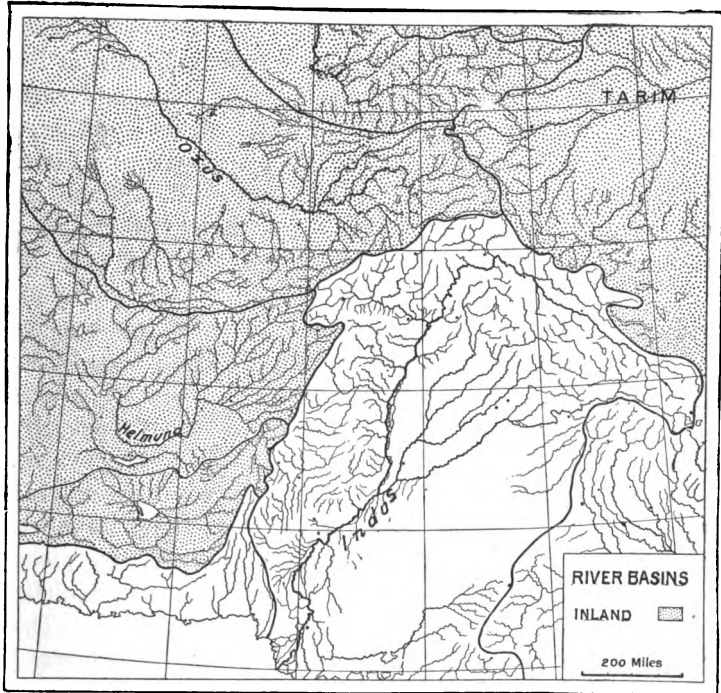 TARIM
Oxus
Helmund
Indus
RIVER BASINS
INLAND
200 Miles